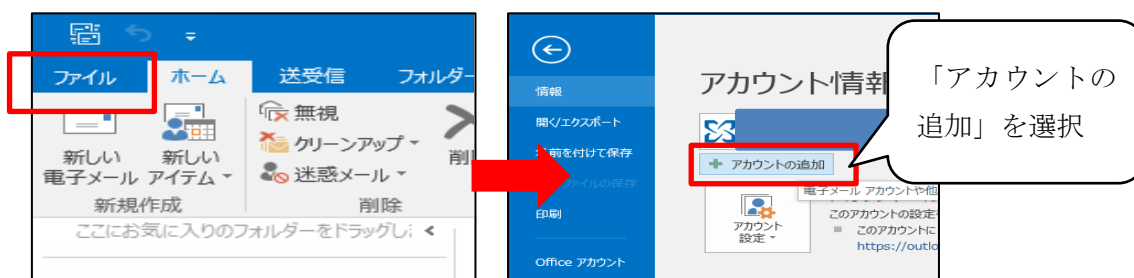 ファイル ホーム 送受信 フォルダー
新しい
電子メール
新しい
アイテム
無視
クリーンアップ
迷惑メール
新規作成
削除
ここにお気に入りのフォルダーをドラッグし
情報
開く/エクスポート
前を付けて保存
ファイルの保存
印刷
Office アカウント
アカウント情報
アカウントの追加
電子メール アカウントや他
アカウント
設定
このアカウントの設定
このアカウントに
https://outlo
「アカウントの
追加」を選択